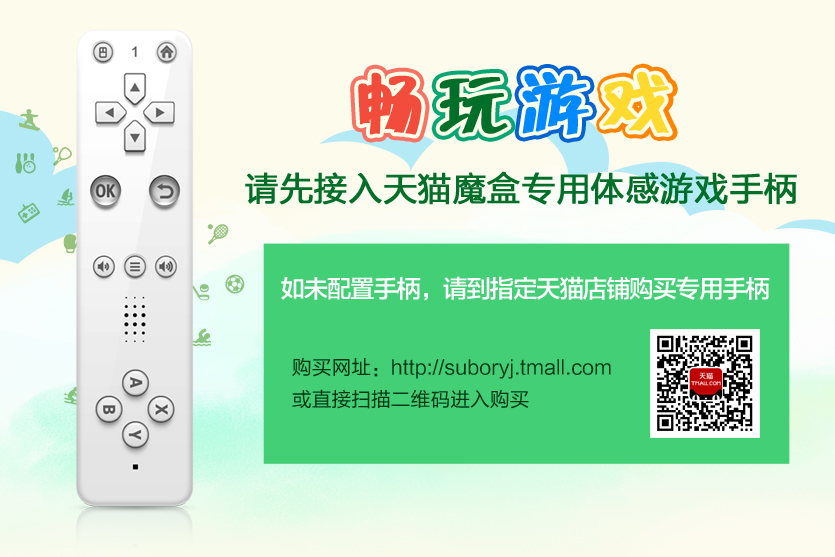 1
OK
A
B
X
Y
畅玩游戏
请先接入天猫魔盒专用体感游戏手柄
如未配置手柄，请到指定天猫店铺购买专用手柄
购买网址：http://suboryj.tmall.com
或直接扫描二维码进入购买
天猫
TMALL.COM